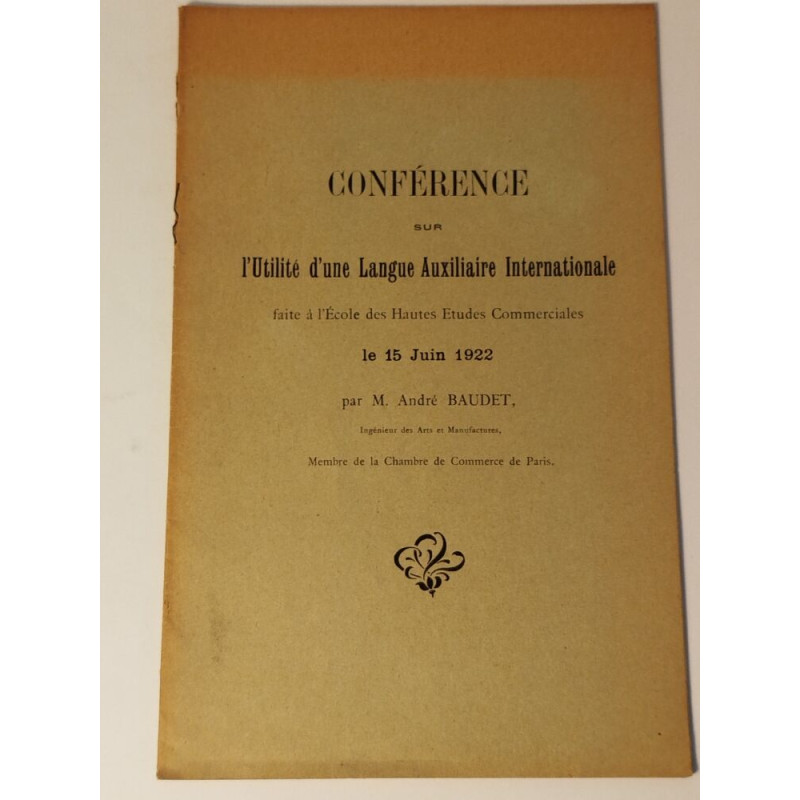 CONFÉRENCE
SUR
l'Utilité d'une Langue Auxiliaire Internationale
faite à l'École des Hautes Etudes Commerciales
le 15 Juin 1922
par M. André BAUDET,
Ingénieur des Arts et Manufactures,
Membre de la Chambre de Commerce de Paris.